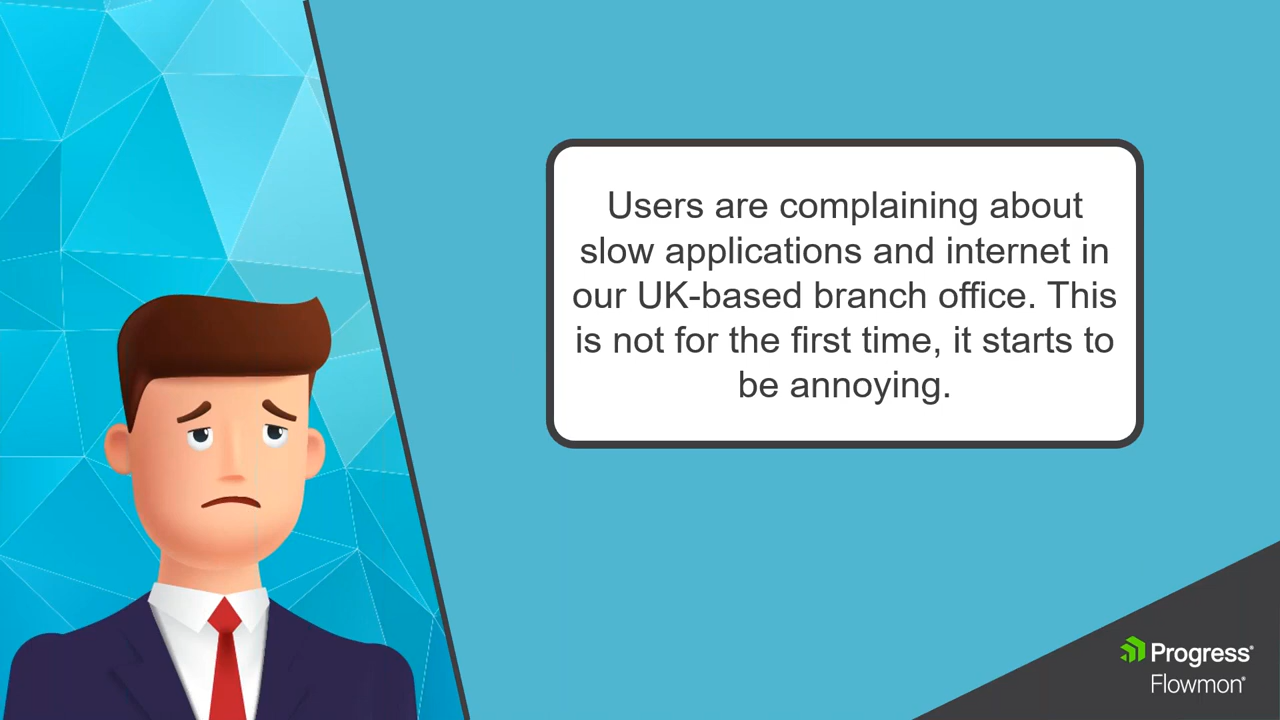 Users are complaining about
slow applications and internet in
our UK-based branch office. This
is not for the first time, it starts to
be annoying.
Progress®
Flowmon®